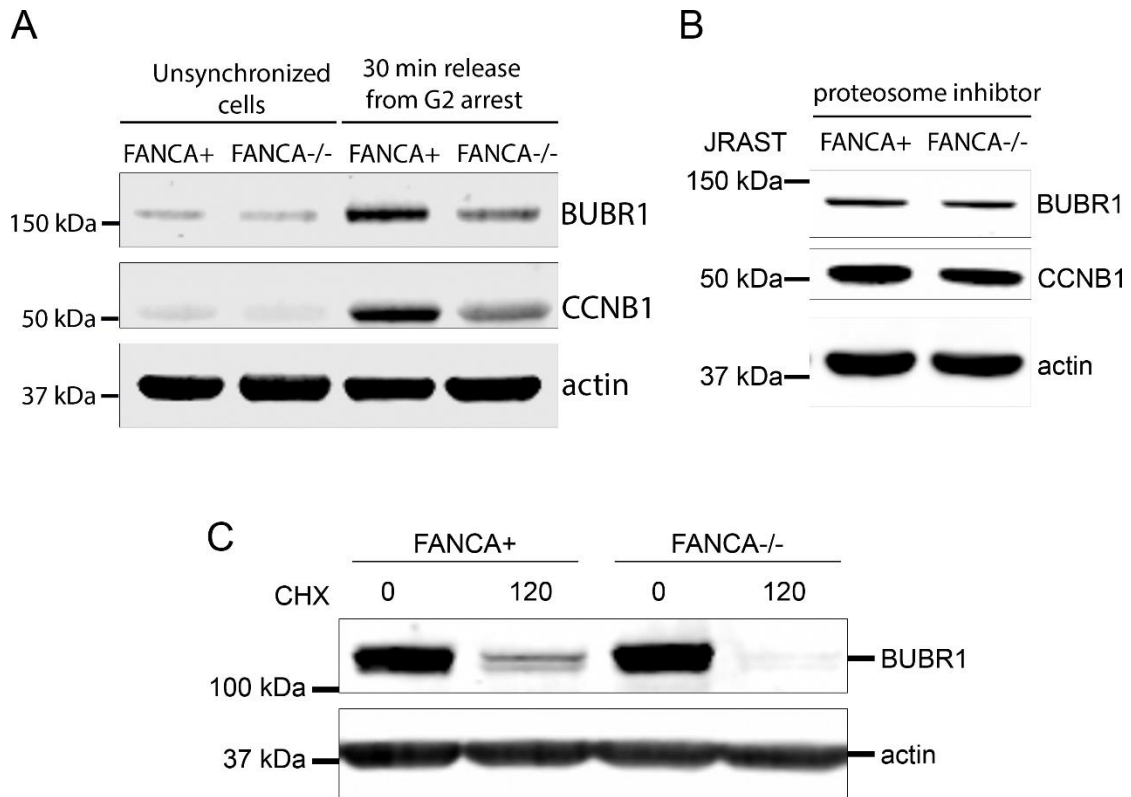 A
Unsynchronized
cells
30 min release
from G2 arrest
FANCA+ FANCA-/- FANCA+ FANCA-/-
150 kDa
BUBR1
50 kDa
CCNB1
37 kDa
actin
B
proteosome inhibtor
JRAST
FANCA+ FANCA-/-
150 kDa
BUBR1
50 kDa
CCNB1
37 kDa
actin
C
FANCA+ FANCA-/-
CHX 0 120 0 120
BUBR1
100 kDa
37 kDa
actin